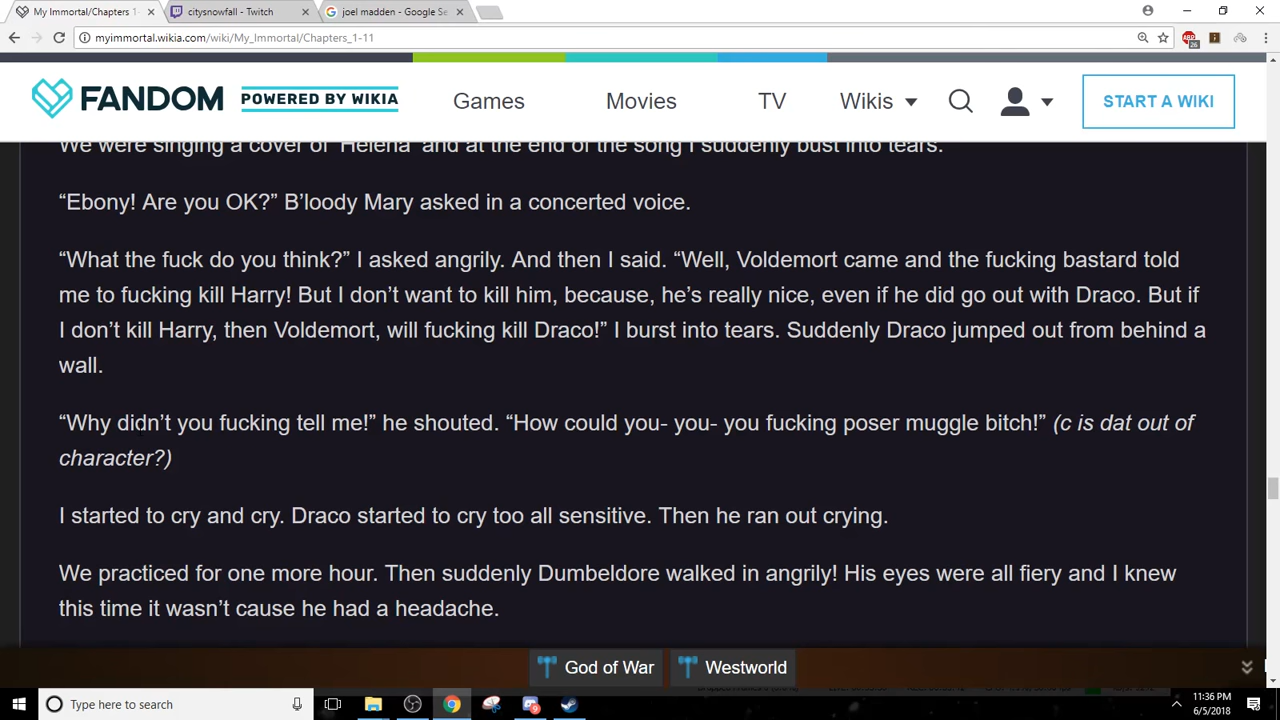 My Immortal/Chapters 1-
citysnowfall - Twitch
joel madden - Google Se
myimmortal.wikia.com/wiki/My_Immortal/Chapters_1-11
ABP
26
FANDOM
POWERED BY WIKIA
Games
Movies
TV
Wikis
START A WIKI
We were singing a cover of ‘Helena’ and at the end of the song I suddenly bust into tears.
“Ebony! Are you OK?” B’loody Mary asked in a concerted voice.
“What the fuck do you think?” I asked angrily. And then I said. “Well, Voldemort came and the fucking bastard told
me to fucking kill Harry! But I don’t want to kill him, because, he’s really nice, even if he did go out with Draco. But if
I don’t kill Harry, then Voldemort, will fucking kill Draco!” I burst into tears. Suddenly Draco jumped out from behind a
wall.
“Why didn’t you fucking tell me!” he shouted. “How could you- you- you fucking poser muggle bitch!” (c is dat out of
character?)
I started to cry and cry. Draco started to cry too all sensitive. Then he ran out crying.
We practiced for one more hour. Then suddenly Dumbeldore walked in angrily! His eyes were all fiery and I knew
this time it wasn’t cause he had a headache.
God of War
Westworld
Type here to search
11:36 PM
6/5/2018